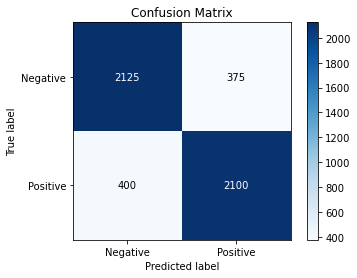 Confusion Matrix
True label
Negative
2125
375
Positive
400
2100
Negative
Positive
Predicted label
2000
1800
1600
1400
1200
1000
800
600
400